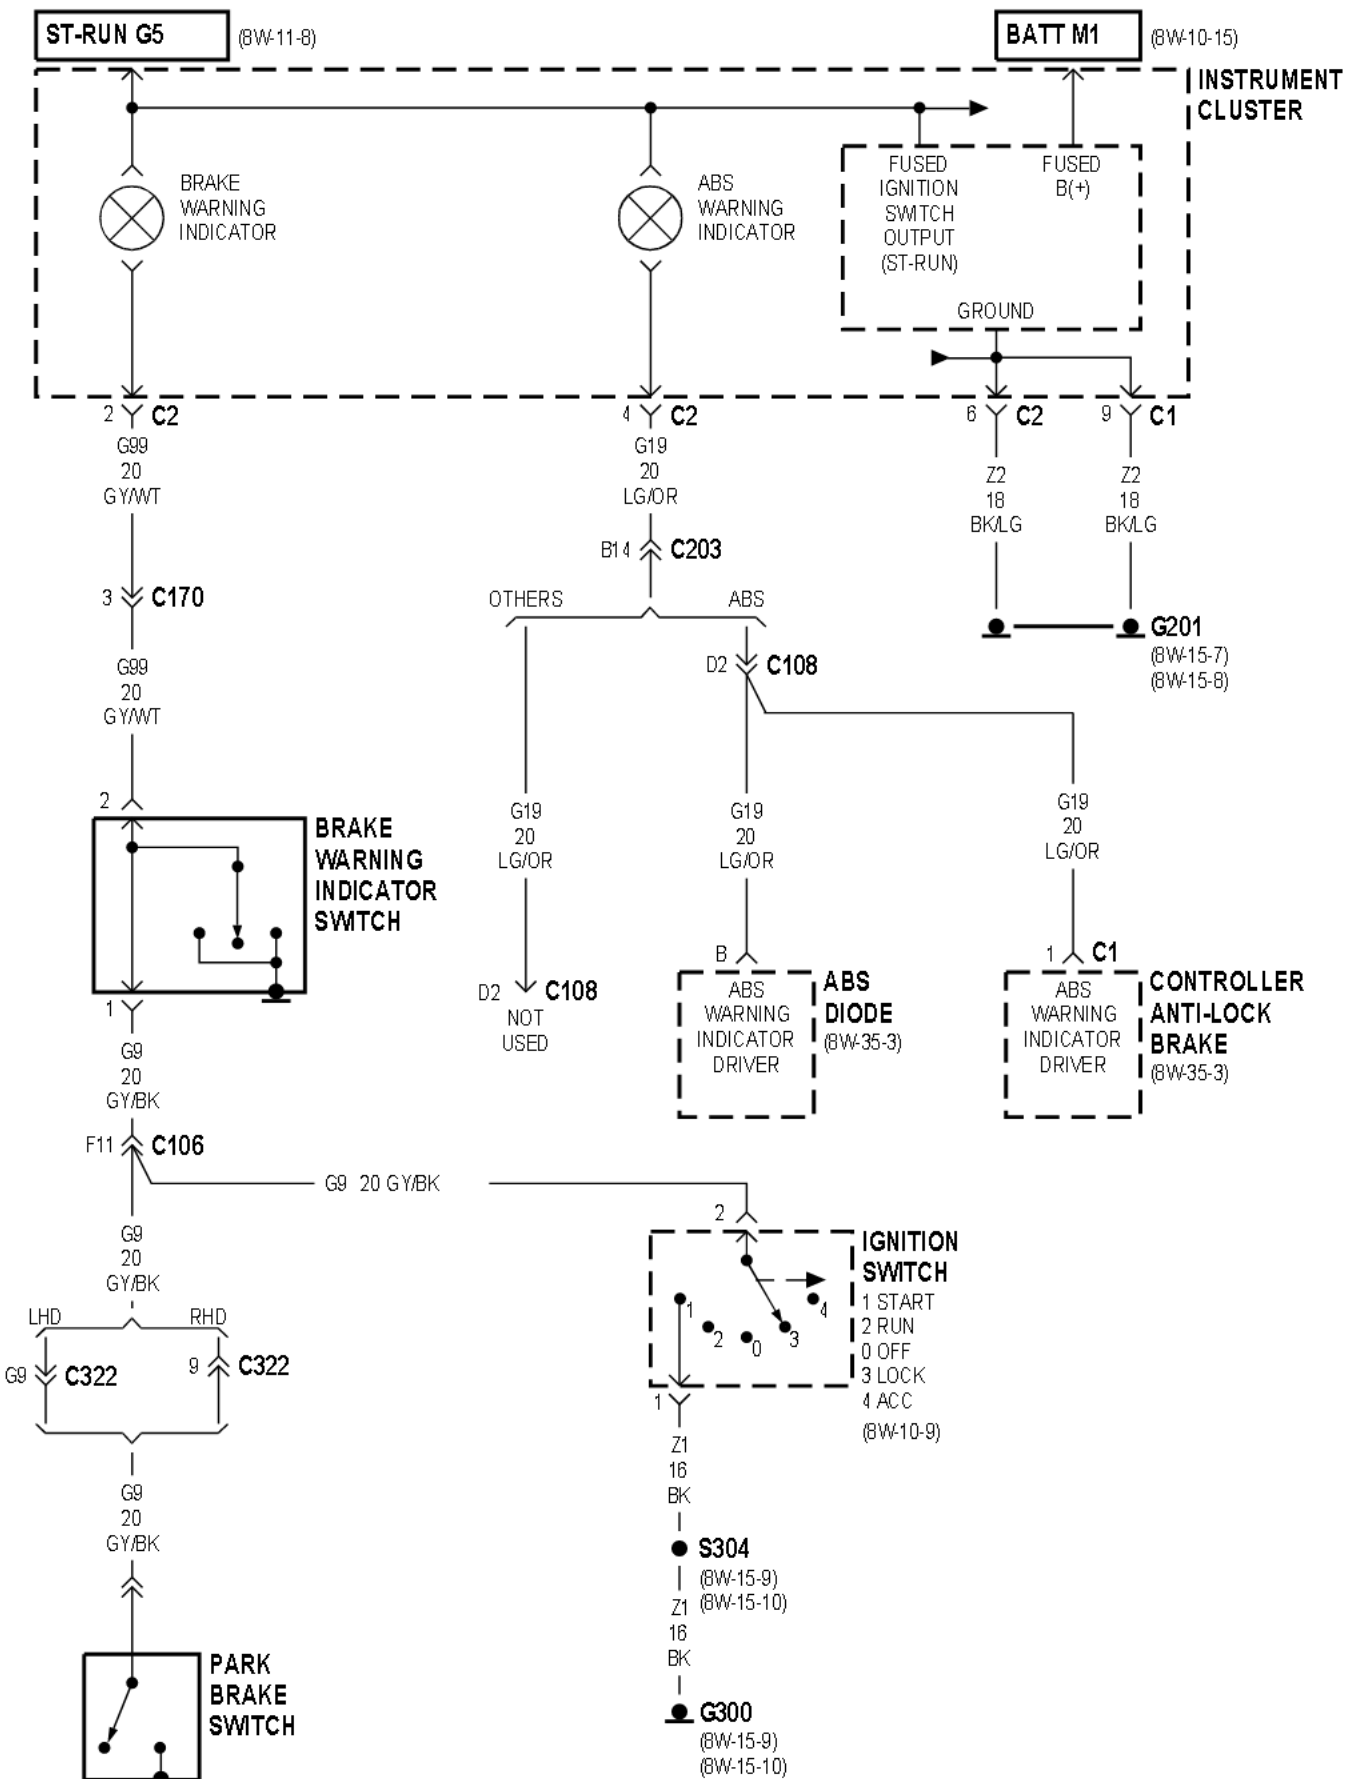 ST-RUN G5
(8W-11-8)
BATT M1
(8W-10-15)
INSTRUMENT
CLUSTER
BRAKE
WARNING
INDICATOR
ABS
WARNING
INDICATOR
FUSED
IGNITION
SWITCH
OUTPUT
(ST-RUN)
FUSED
B(+)
GROUND
2 C2
4 C2
6 C2
9 C1
G99
20
GY/WT
G19
20
LG/OR
Z2
18
BK/LG
Z2
18
BK/LG
B14 C203
3 C170
OTHERS
ABS
G201
(8W-15-7)
(8W-15-8)
D2 C108
G99
20
GY/WT
2
BRAKE
WARNING
INDICATOR
SWITCH
G19
20
LG/OR
G19
20
LG/OR
G19
20
LG/OR
B
1 C1
D2 C108
NOT
USED
ABS
WARNING
INDICATOR
DRIVER
ABS
DIODE
(8W-35-3)
ABS
WARNING
INDICATOR
DRIVER
CONTROLLER
ANTI-LOCK
BRAKE
(8W-35-3)
1
G9
20
GY/BK
F11 C106
G9 20 GY/BK
2
G9
20
GY/BK
IGNITION
SWITCH
1 START
2 RUN
0 OFF
3 LOCK
4 ACC
(8W-10-9)
1
2
0
3
4
LHD
RHD
G9 C322
9 C322
1
Z1
16
BK
G9
20
GY/BK
S304
(8W-15-9)
(8W-15-10)
Z1
16
BK
PARK
BRAKE
SWITCH
G300
(8W-15-9)
(8W-15-10)